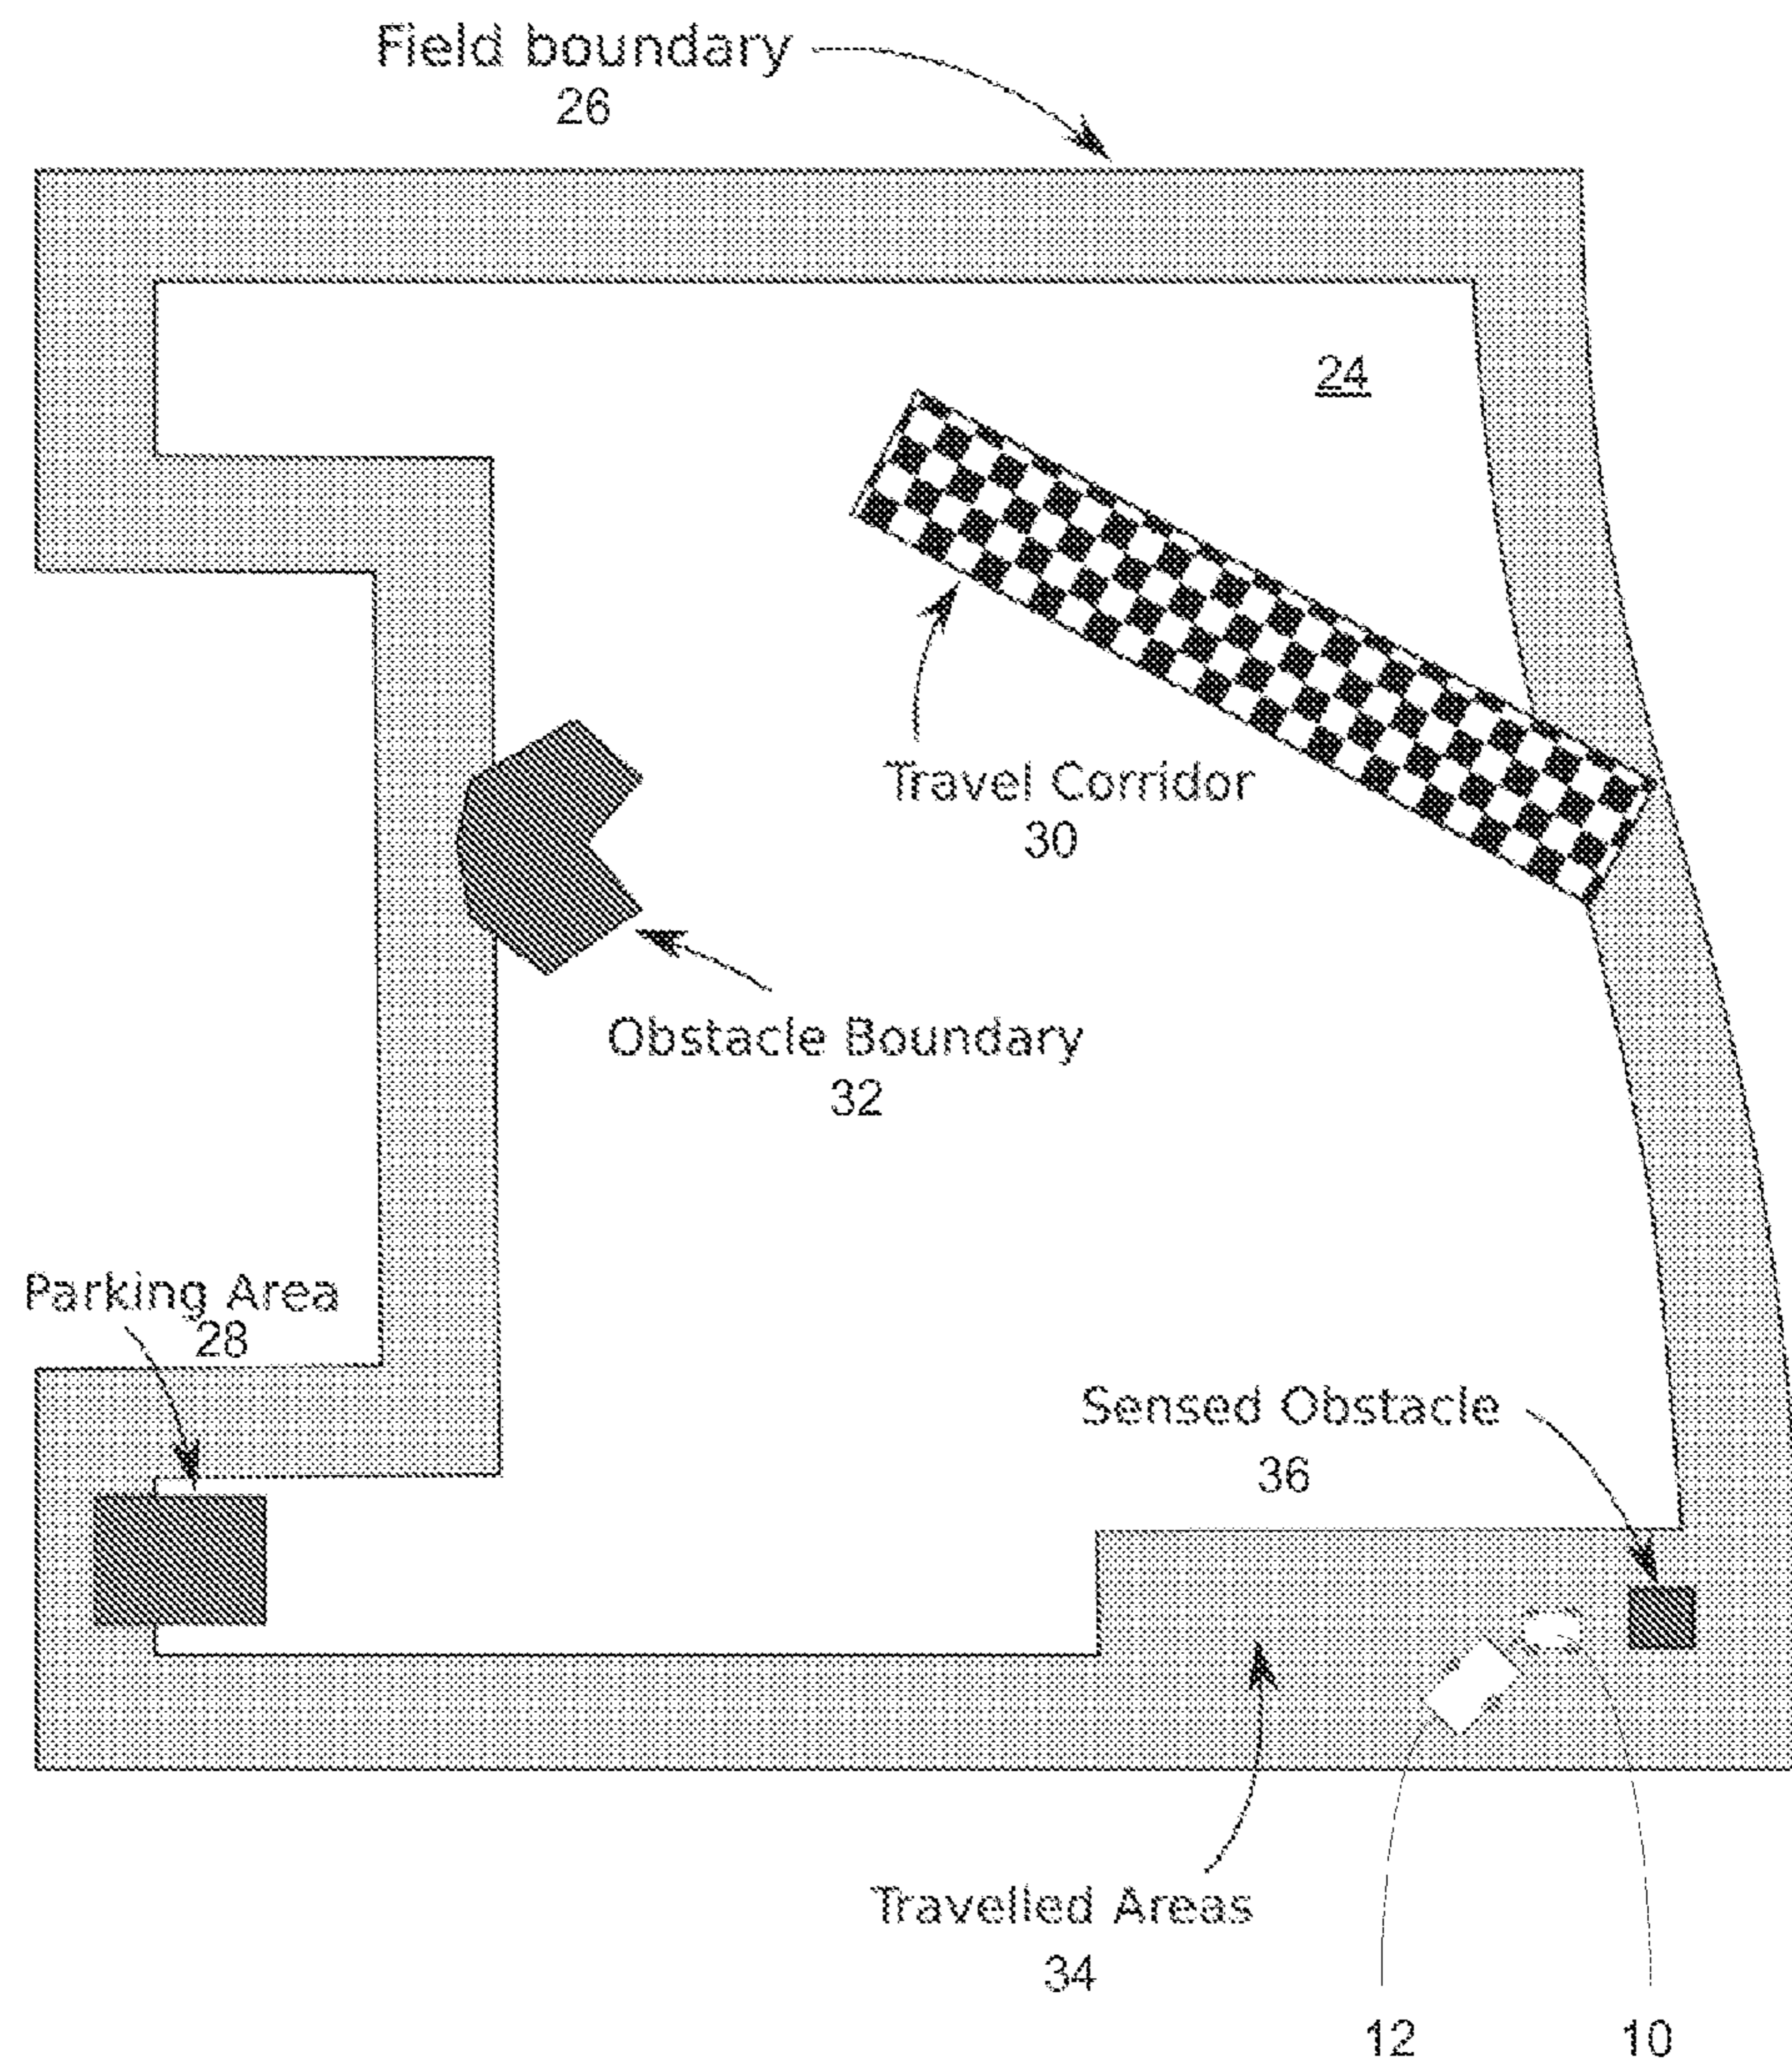 Field boundary
26
24
Travel Corridor
30
Obstacle Boundary
32
Parking Area
28
Sensed Obstacle
36
Travelled Areas
34
12
10